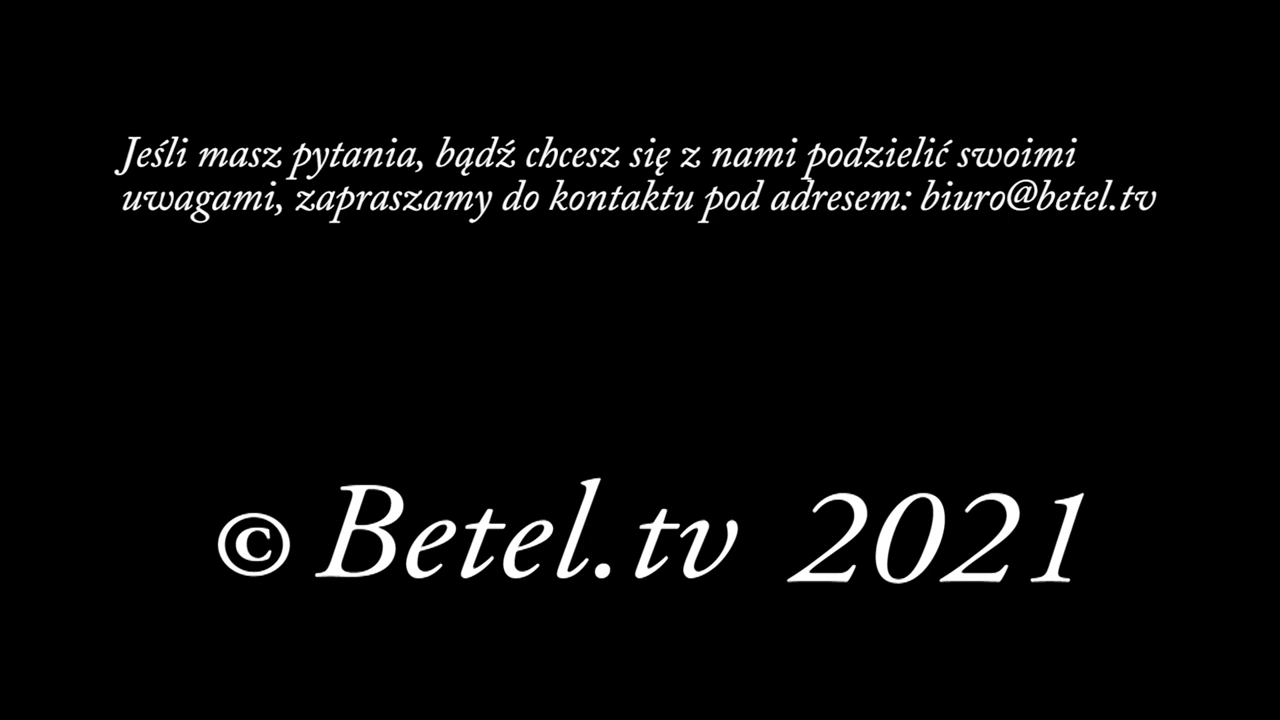 Jeśli masz pytania, bądź chcesz się z nami podzielić swoimi
uwagami, zapraszamy do kontaktu pod adresem: biuro@betel.tv
© Betel.tv 2021